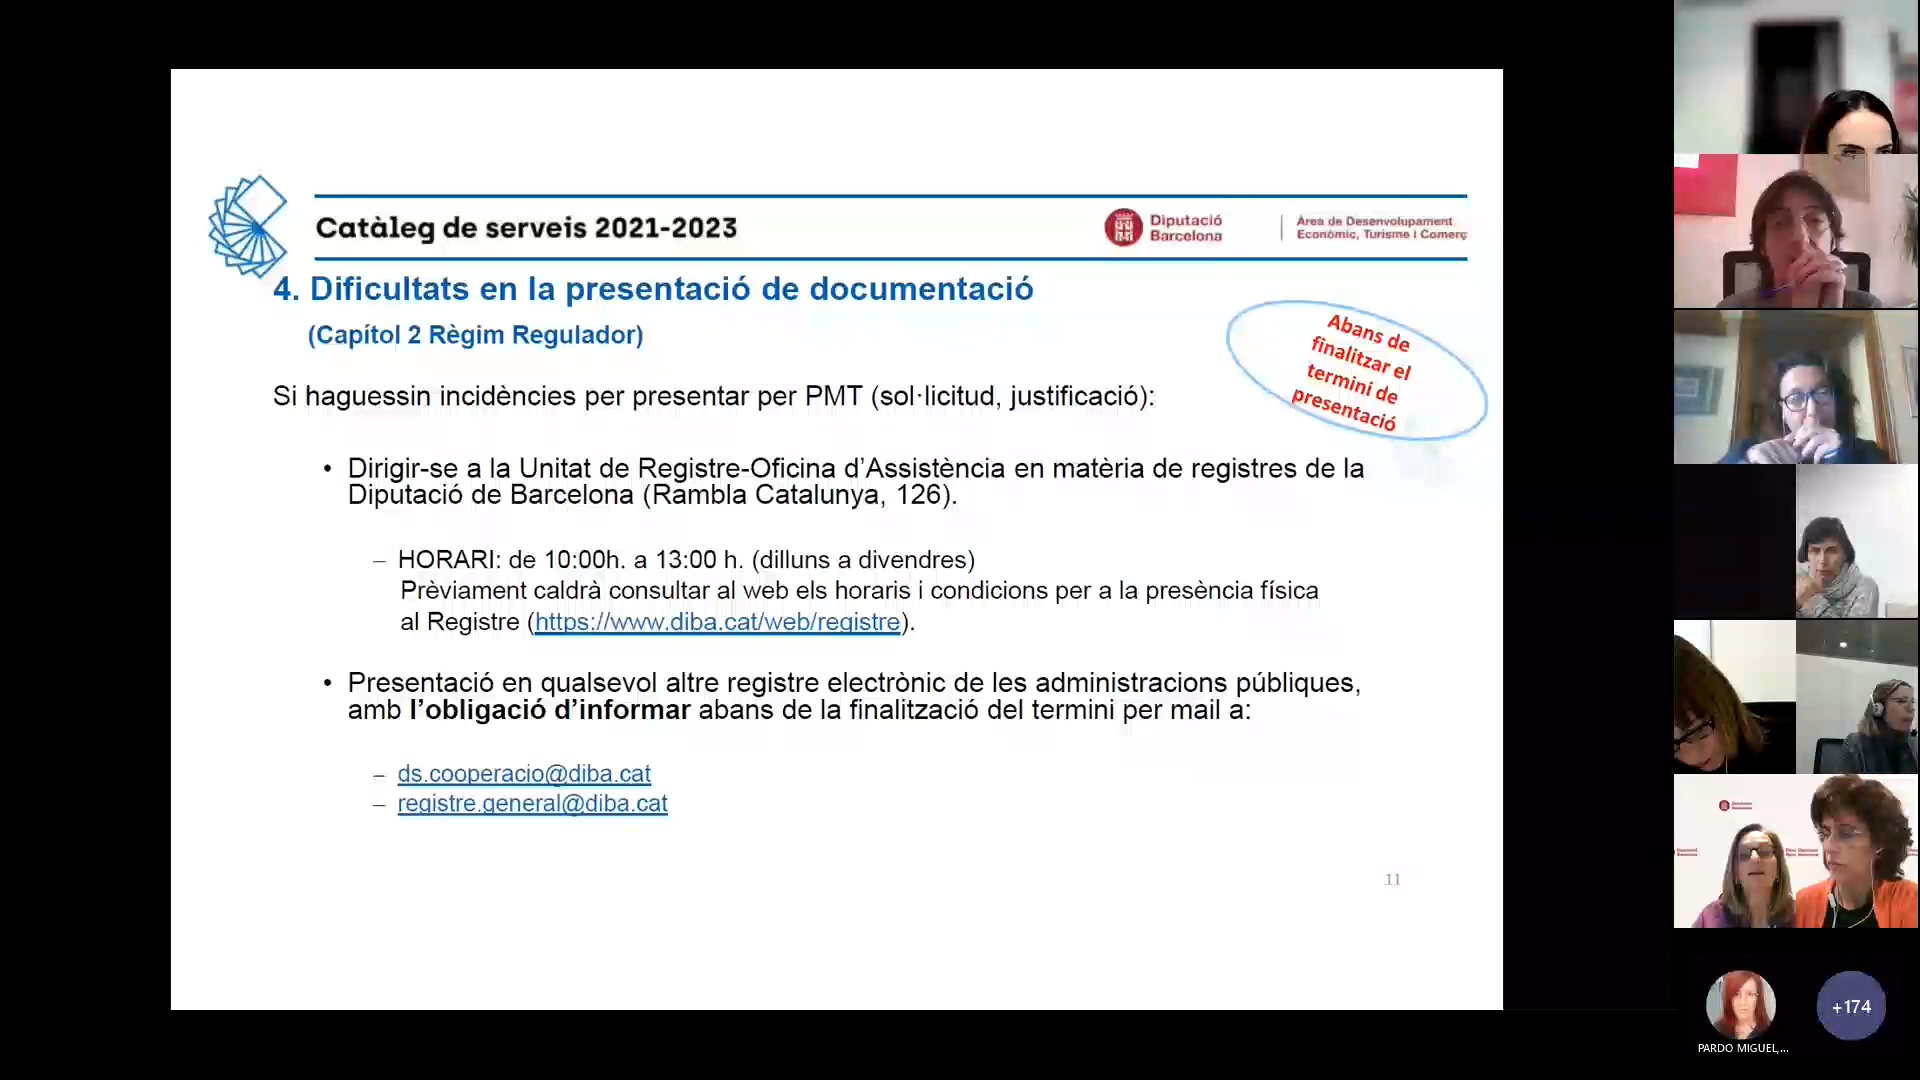 Catàleg de serveis 2021-2023
Diputació
Barcelona
Àrea de Desenvolupament
Econòmic, Turisme i Comerç
4. Dificultats en la presentació de documentació
(Capítol 2 Règim Regulador)
Abans de
finalitzar el
termini de
presentació
Si haguessin incidències per presentar per PMT (sol·licitud, justificació):
• Dirigir-se a la Unitat de Registre-Oficina d’Assistència en matèria de registres de la
Diputació de Barcelona (Rambla Catalunya, 126).
– HORARI: de 10:00h. a 13:00 h. (dilluns a divendres)
Prèviament caldrà consultar al web els horaris i condicions per a la presència física
al Registre (https://www.diba.cat/web/registre).
• Presentació en qualsevol altre registre electrònic de les administracions públiques,
amb l’obligació d’informar abans de la finalització del termini per mail a:
– ds.cooperacio@diba.cat
– registre.general@diba.cat
11
+174
PARDO MIGUEL,...